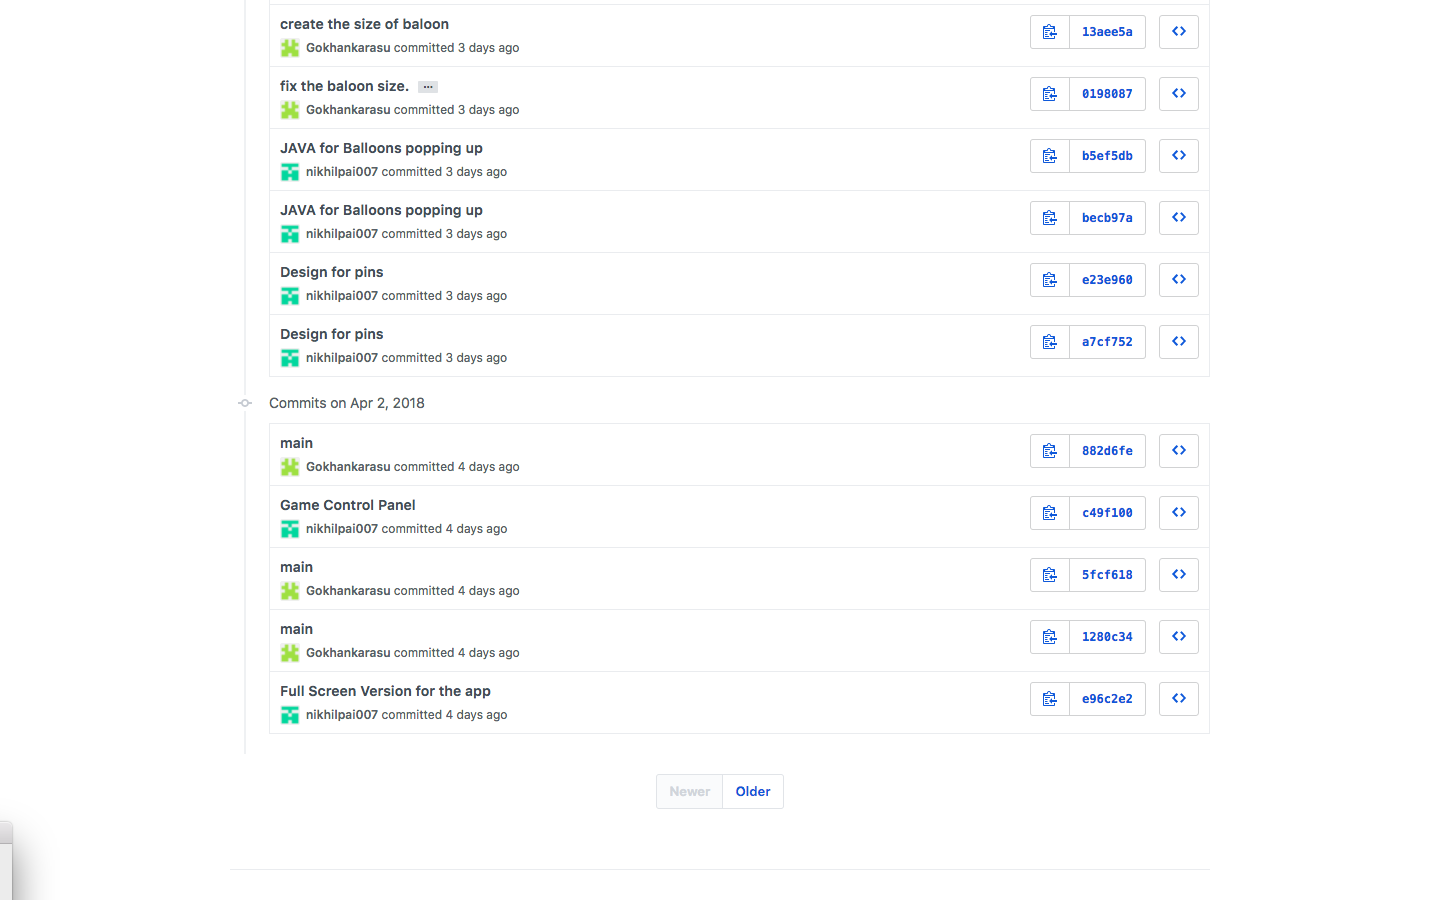 create the size of baloon
13aee5a
Gokhankarasu committed 3 days ago
fix the baloon size. …
0198087
Gokhankarasu committed 3 days ago
JAVA for Balloons popping up
b5ef5db
nikhilpai007 committed 3 days ago
JAVA for Balloons popping up
becb97a
nikhilpai007 committed 3 days ago
Design for pins
e23e960
nikhilpai007 committed 3 days ago
Design for pins
a7cf752
nikhilpai007 committed 3 days ago
Commits on Apr 2, 2018
main
882d6fe
Gokhankarasu committed 4 days ago
Game Control Panel
c49f100
nikhilpai007 committed 4 days ago
main
5fcf618
Gokhankarasu committed 4 days ago
main
1280c34
Gokhankarasu committed 4 days ago
Full Screen Version for the app
e96c2e2
nikhilpai007 committed 4 days ago
Newer Older